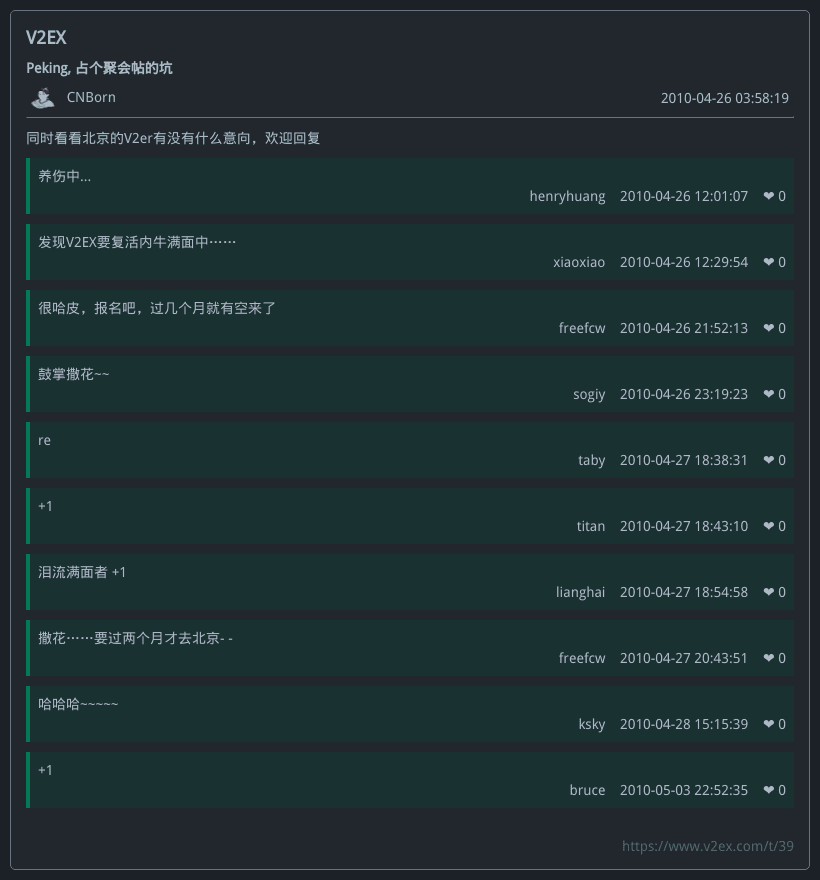 V2EX
Peking, 占个聚会帖的坑
CNBorn 2010-04-26 03:58:19
同时看看北京的V2er有没有什么意向，欢迎回复
养伤中...
henryhuang 2010-04-26 12:01:07 ❤ 0
发现V2EX要复活内牛满面中……
xiaoxiao 2010-04-26 12:29:54 ❤ 0
很哈皮，报名吧，过几个月就有空来了
freefcw 2010-04-26 21:52:13 ❤ 0
鼓掌撒花~~
sogiy 2010-04-26 23:19:23 ❤ 0
re
taby 2010-04-27 18:38:31 ❤ 0
+1
titan 2010-04-27 18:43:10 ❤ 0
泪流满面者 +1
lianghai 2010-04-27 18:54:58 ❤ 0
撒花……要过两个月才去北京- -
freefcw 2010-04-27 20:43:51 ❤ 0
哈哈哈~~~~~
ksky 2010-04-28 15:15:39 ❤ 0
+1
bruce 2010-05-03 22:52:35 ❤ 0
https://www.v2ex.com/t/39